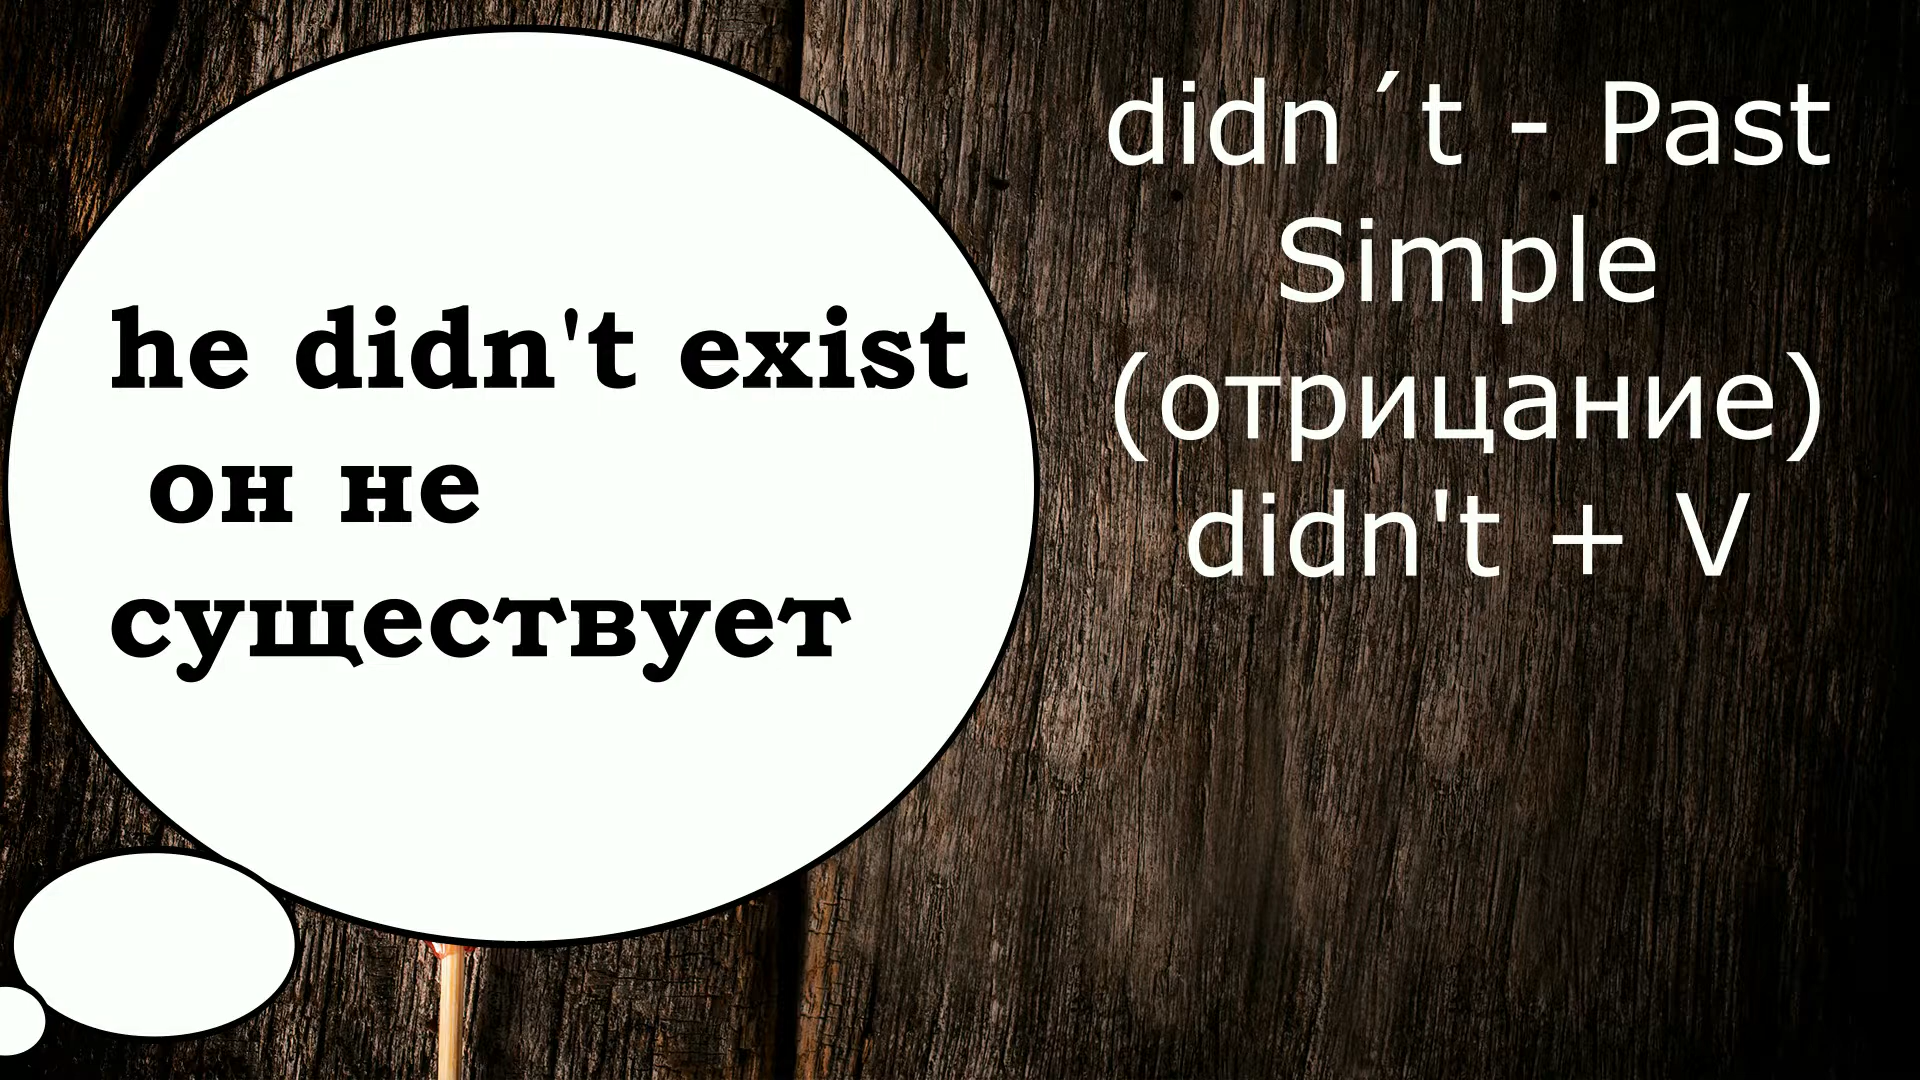 he didn't exist
он не
существует
didn´t - Past
Simple
(отрицание)
didn't + V